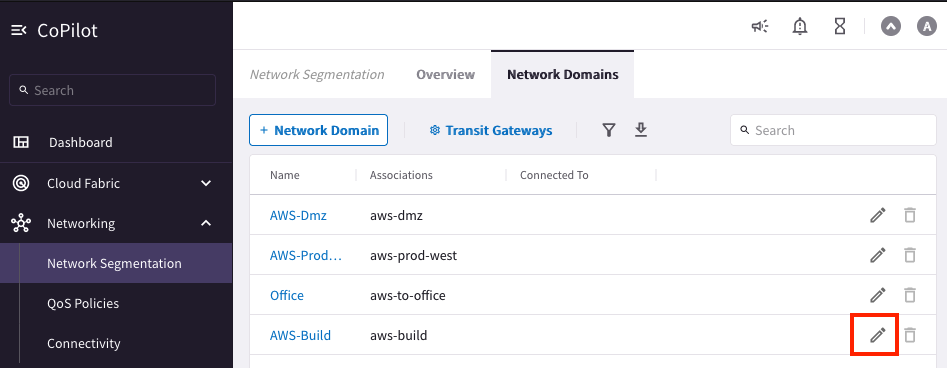 CoPilot
A
Network Segmentation Overview Network Domains
Search
+ Network Domain Transit Gateways Search
Dashboard
Name Associations Connected To
Cloud Fabric
AWS-Dmz aws-dmz
Networking
AWS-Prod… aws-prod-west
Network Segmentation
Office aws-to-office
QoS Policies
AWS-Build aws-build
Connectivity